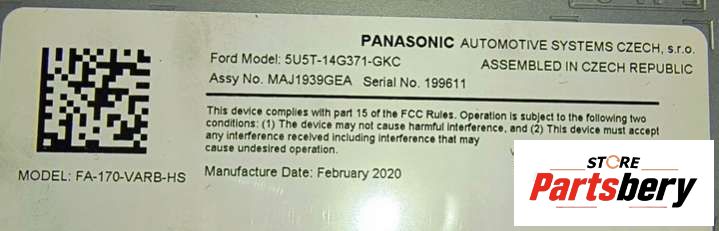 PANASONIC AUTOMOTIVE SYSTEMS CZECH, s.r.o.
Ford Model: 5U5T-14G371-GKC
ASSEMBLED IN CZECH REPUBLIC
Assy No. MAJ1939GEA Serial No. 199611
This device complies with part 15 of the FCC Rules. Operation is subject to the following two
conditions: (1) The device may not cause harmful interference, and (2) This device must accept
any interference received including interference that may
cause undesired operation.
MODEL: FA-170-VARB-HS
Manufacture Date: February 2020
STORE
Partsbery